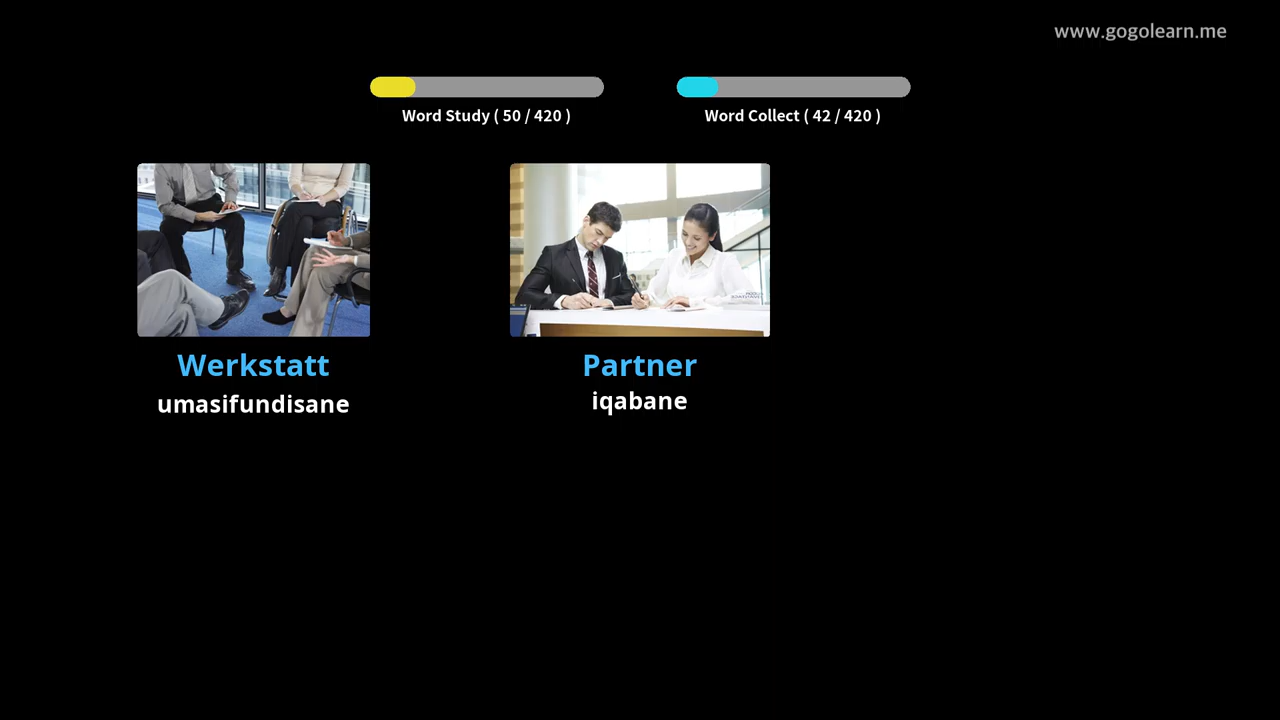 www.gogolearn.me
Word Study ( 50 / 420 )
Word Collect ( 42 / 420 )
Werkstatt
umasifundisane
Partner
iqabane